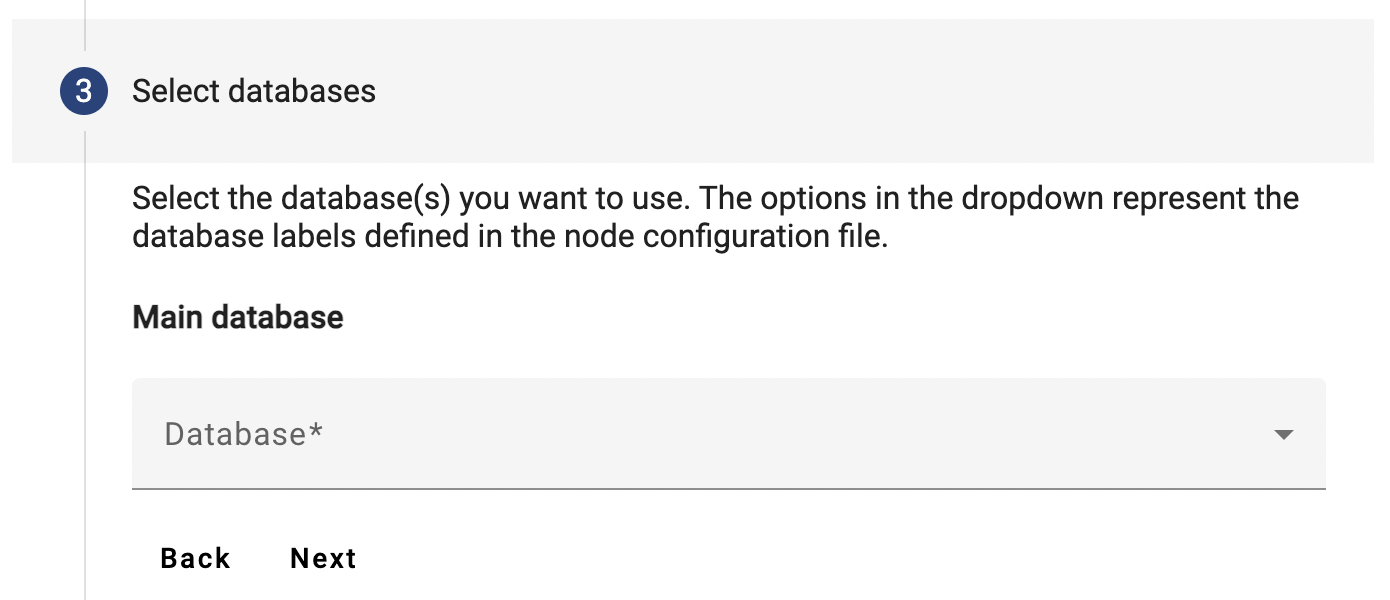 3 Select databases
Select the database(s) you want to use. The options in the dropdown represent the
database labels defined in the node configuration file.
Main database
Database*
Back Next